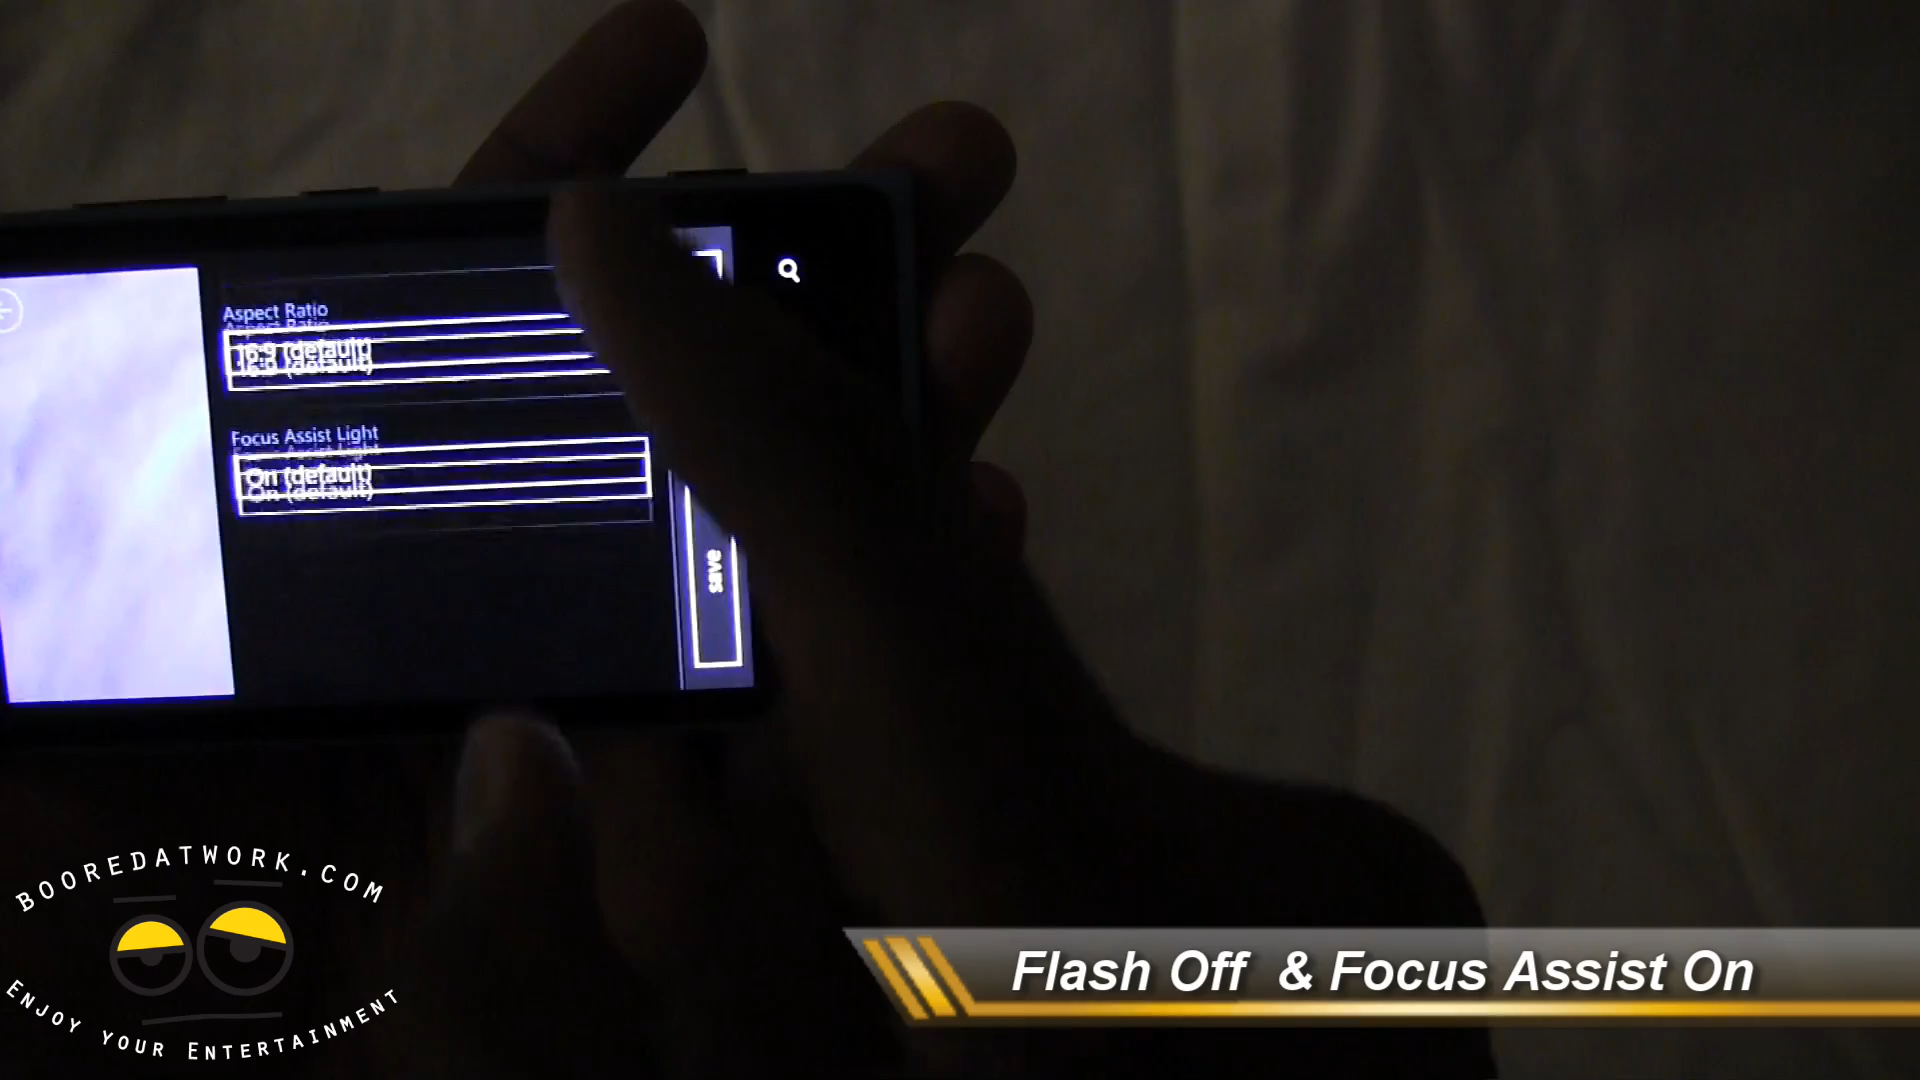 Aspect Ratio
16:9 (default)
Focus Assist Light
On (default)
save
BOOREDATWORK.COM
ENJOY YOUR ENTERTAINMENT
Flash Off & Focus Assist On